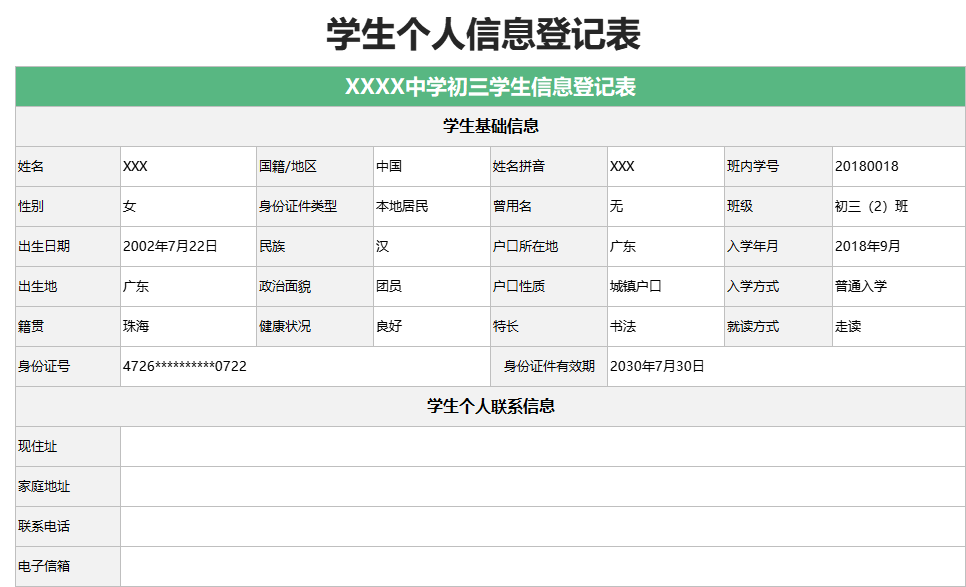 学生个人信息登记表
XXXX中学初三学生信息登记表
学生基础信息
姓名 XXX 国籍/地区 中国 姓名拼音 XXX 班内学号 20180018
性别 女 身份证件类型 本地居民 曾用名 无 班级 初三（2）班
出生日期 2002年7月22日 民族 汉 户口所在地 广东 入学年月 2018年9月
出生地 广东 政治面貌 团员 户口性质 城镇户口 入学方式 普通入学
籍贯 珠海 健康状况 良好 特长 书法 就读方式 走读
身份证号 4726**********0722 身份证件有效期 2030年7月30日
学生个人联系信息
现住址
家庭地址
联系电话
电子信箱